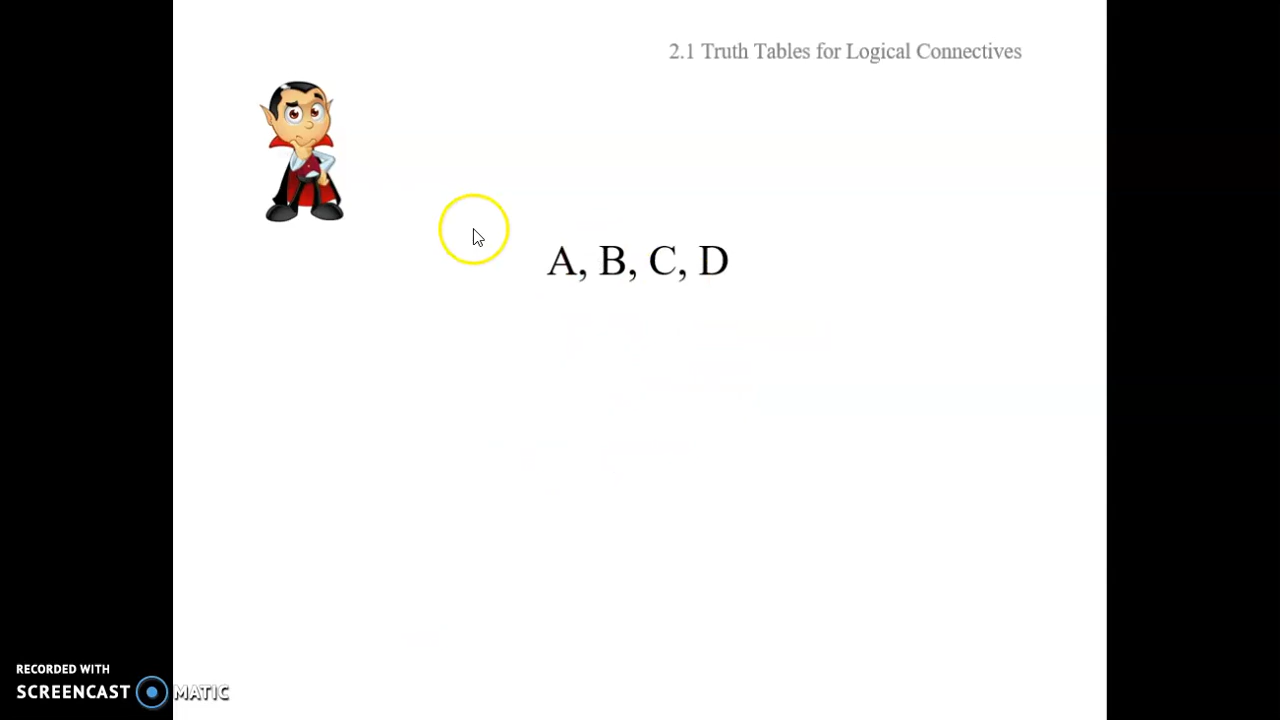 2.1 Truth Tables for Logical Connectives
A, B, C, D
RECORDED WITH
SCREENCAST MATIC